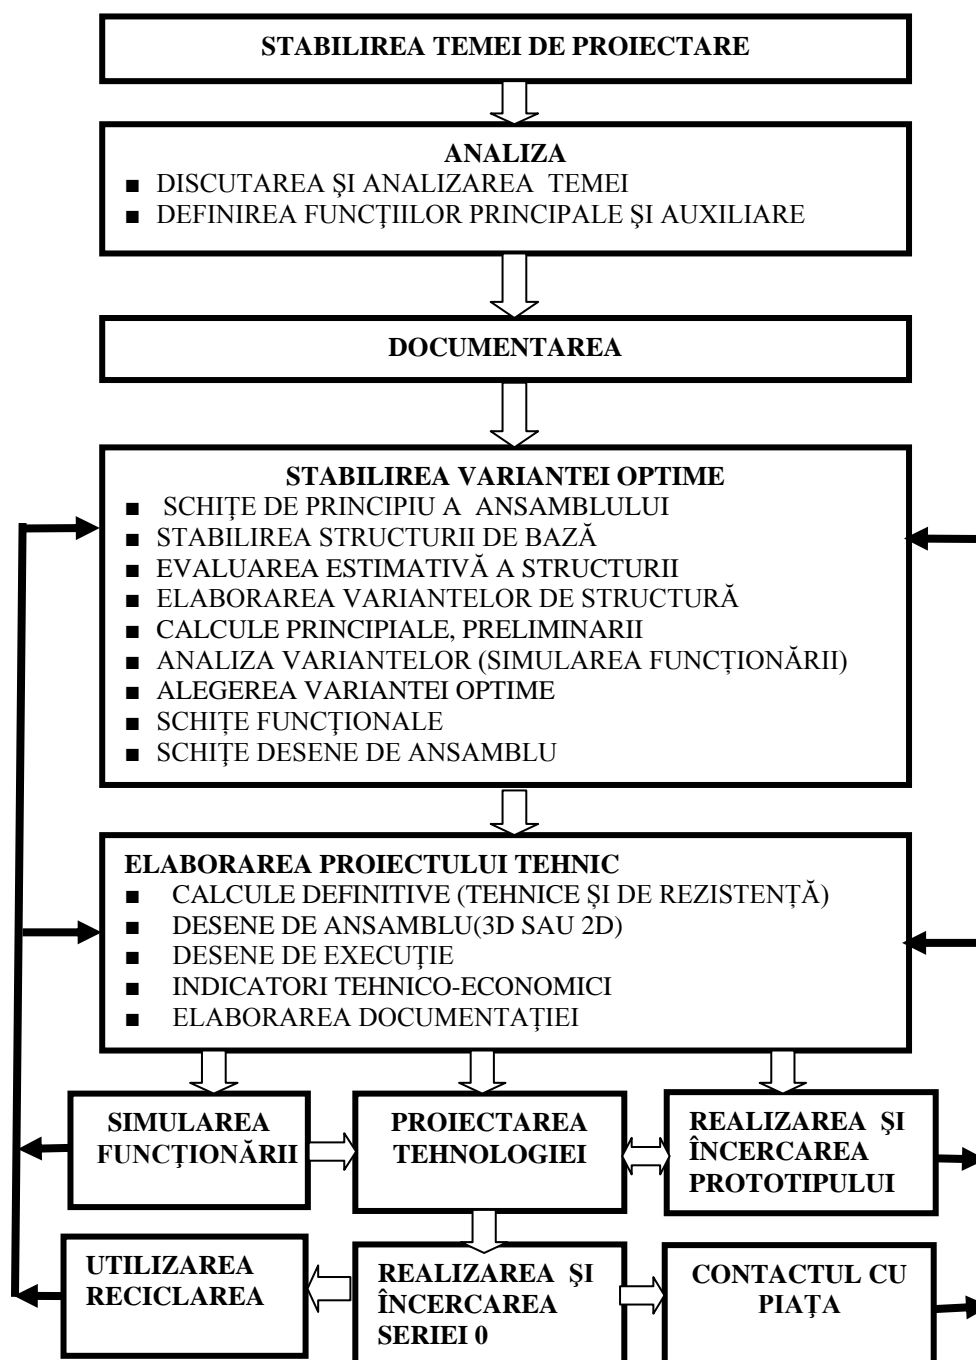 STABILIREA TEMEI DE PROIECTARE
ANALIZA
■ DISCUTAREA ŞI ANALIZAREA TEMEI
■ DEFINIREA FUNCŢIILOR PRINCIPALE ŞI AUXILIARE
DOCUMENTAREA
STABILIREA VARIANTEI OPTIME
■ SCHIŢE DE PRINCIPIU A ANSAMBLULUI
■ STABILIREA STRUCTURII DE BAZĂ
■ EVALUAREA ESTIMATIVĂ A STRUCTURII
■ ELABORAREA VARIANTELOR DE STRUCTURĂ
■ CALCULE PRINCIPIALE, PRELIMINARII
■ ANALIZA VARIANTELOR (SIMULAREA FUNCȚIONĂRII)
■ ALEGEREA VARIANTEI OPTIME
■ SCHIȚE FUNCŢIONALE
■ SCHIŢE DESENE DE ANSAMBLU
ELABORAREA PROIECTULUI TEHNIC
■ CALCULE DEFINITIVE (TEHNICE ȘI DE REZISTENȚĂ)
■ DESENE DE ANSAMBLU(3D SAU 2D)
■ DESENE DE EXECUŢIE
■ INDICATORI TEHNICO-ECONOMICI
■ ELABORAREA DOCUMENTAŢIEI
SIMULAREA
FUNCŢIONĂRII
PROIECTAREA
TEHNOLOGIEI
REALIZAREA ŞI
ÎNCERCAREA
PROTOTIPULUI
UTILIZAREA
RECICLAREA
REALIZAREA ŞI
ÎNCERCAREA
SERIEI 0
CONTACTUL CU
PIAŢA